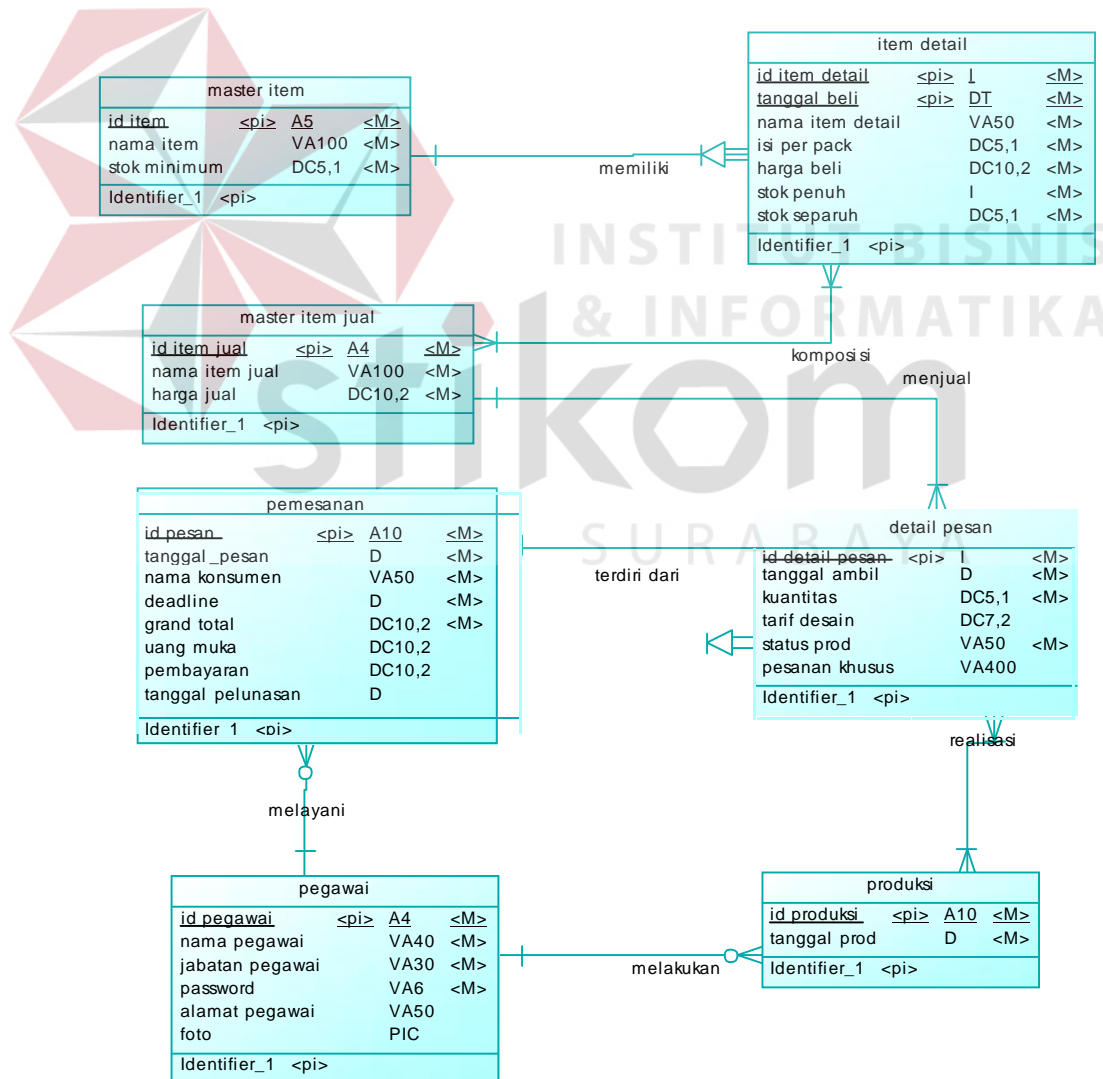 item detail
id item detail <pi> I <M>
tanggal beli <pi> DT <M>
nama item detail VA50 <M>
isi per pack DC5,1 <M>
harga beli DC10,2 <M>
stok penuh I <M>
stok separuh DC5,1 <M>
Identifier_1 <pi>
master item
id item <pi> A5 <M>
nama item VA100 <M>
stok minimum DC5,1 <M>
Identifier_1 <pi>
memiliki
INSTITUT BISNIS
& INFORMATIKA
stikom
SURABAYA
master item jual
id item jual <pi> A4 <M>
nama item jual VA100 <M>
harga jual DC10,2 <M>
Identifier_1 <pi>
komposisi
menjual
pemesanan
id pesan <pi> A10 <M>
tanggal_pesan D <M>
nama konsumen VA50 <M>
deadline D <M>
grand total DC10,2 <M>
uang muka DC10,2
pembayaran DC10,2
tanggal pelunasan D
Identifier 1 <pi>
terdiri dari
detail pesan
id detail pesan <pi> I <M>
tanggal ambil D <M>
kuantitas DC5,1 <M>
tarif desain DC7,2
status prod VA50 <M>
pesanan khusus VA400
Identifier_1 <pi>
realisasi
melayani
pegawai
id pegawai <pi> A4 <M>
nama pegawai VA40 <M>
jabatan pegawai VA30 <M>
password VA6 <M>
alamat pegawai VA50
foto PIC
Identifier_1 <pi>
melakukan
produksi
id produksi <pi> A10 <M>
tanggal prod D <M>
Identifier_1 <pi>